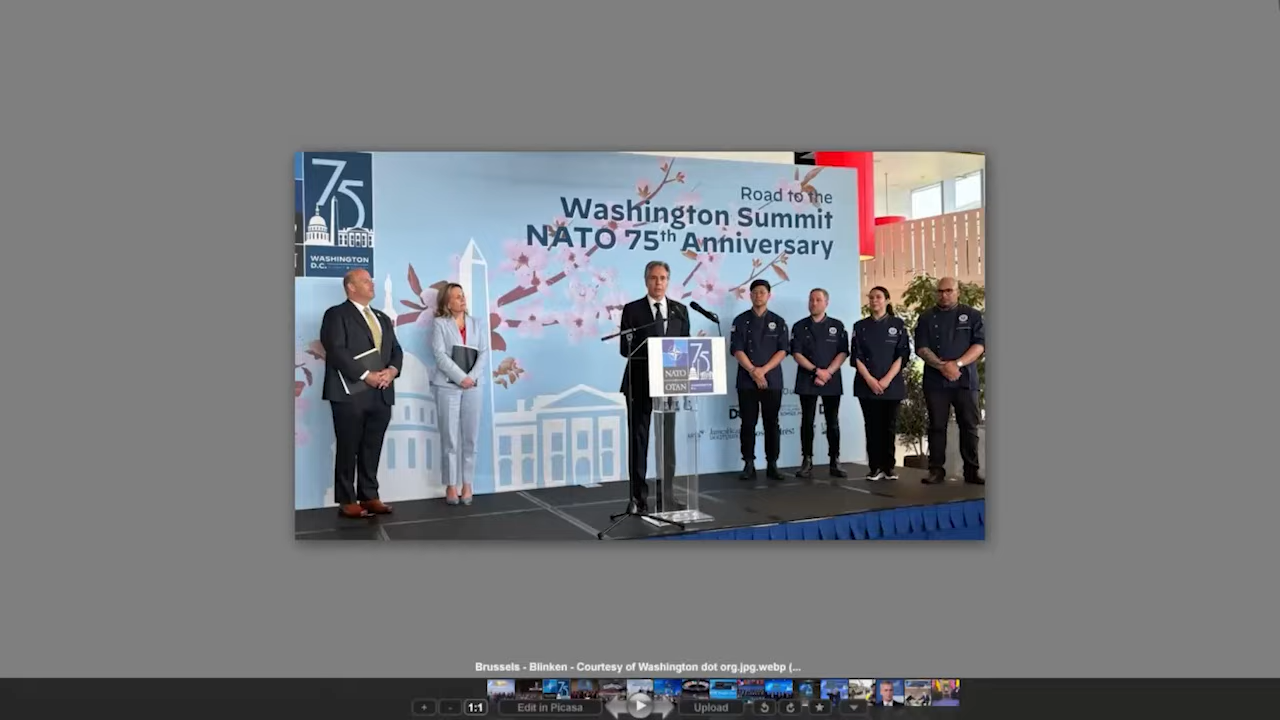 75
WASHINGTON
D.C.
Road to the
Washington Summit
NATO 75th Anniversary
NATO
OTAN
75
Brussels - Blinken - Courtesy of Washington dot org.jpg.webp (...
+
-
1:1
Edit in Picasa
Upload